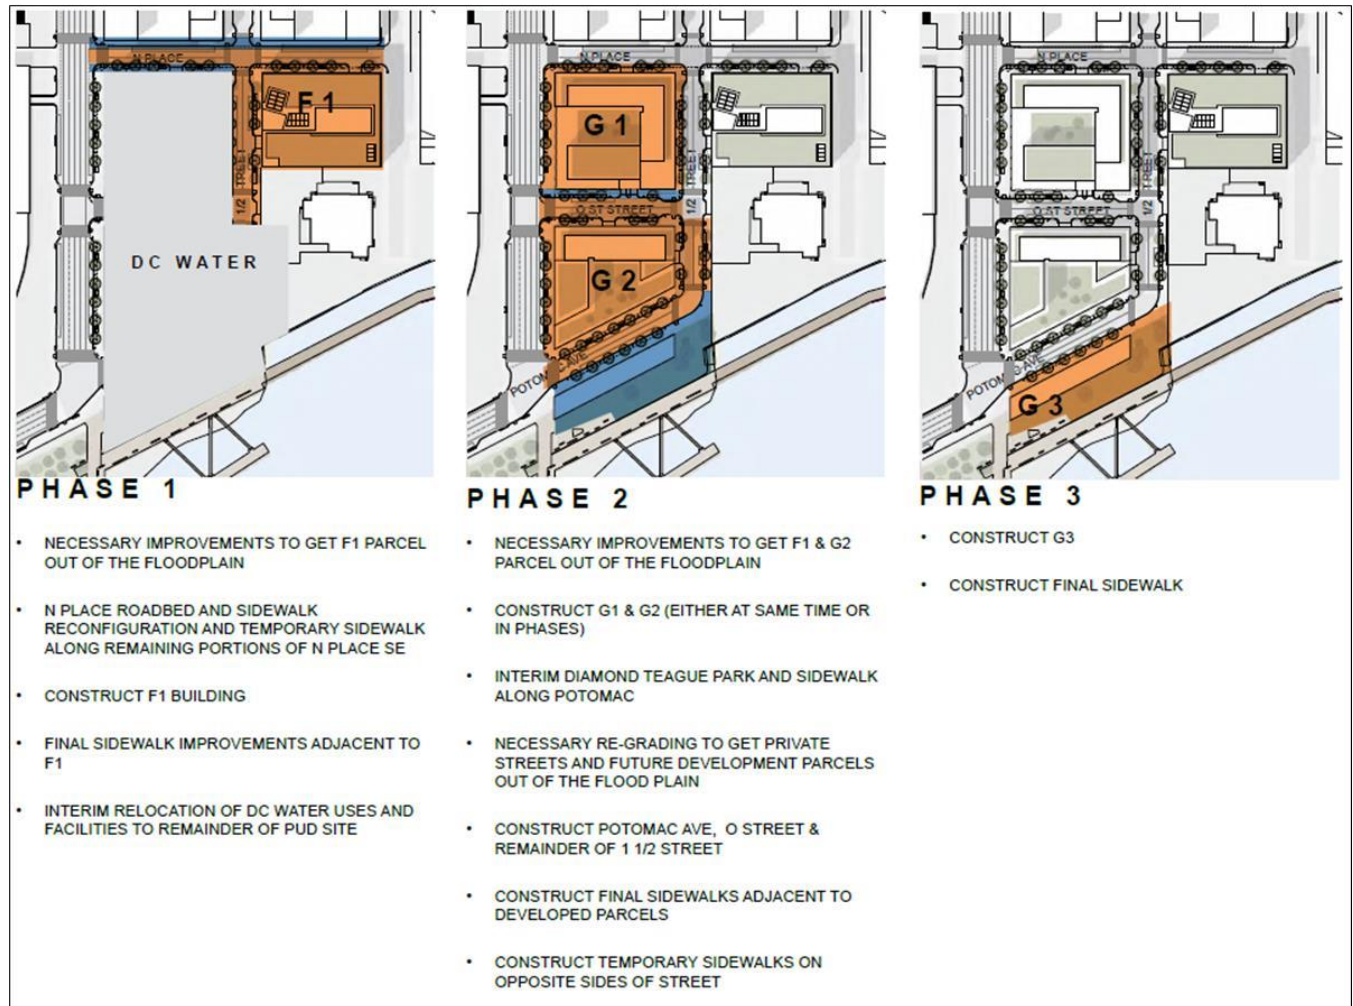 N PLACE
F 1
TREET
1/2
DC WATER
PHASE 1
• NECESSARY IMPROVEMENTS TO GET F1 PARCEL
OUT OF THE FLOODPLAIN
• N PLACE ROADBED AND SIDEWALK
RECONFIGURATION AND TEMPORARY SIDEWALK
ALONG REMAINING PORTIONS OF N PLACE SE
• CONSTRUCT F1 BUILDING
• FINAL SIDEWALK IMPROVEMENTS ADJACENT TO
F1
• INTERIM RELOCATION OF DC WATER USES AND
FACILITIES TO REMAINDER OF PUD SITE
N PLACE
G 1
TREET
1/2
O ST STREET
G 2
POTOMAC AVE
PHASE 2
• NECESSARY IMPROVEMENTS TO GET F1 & G2
PARCEL OUT OF THE FLOODPLAIN
• CONSTRUCT G1 & G2 (EITHER AT SAME TIME OR
IN PHASES)
• INTERIM DIAMOND TEAGUE PARK AND SIDEWALK
ALONG POTOMAC
• NECESSARY RE-GRADING TO GET PRIVATE
STREETS AND FUTURE DEVELOPMENT PARCELS
OUT OF THE FLOOD PLAIN
• CONSTRUCT POTOMAC AVE, O STREET &
REMAINDER OF 1 1/2 STREET
• CONSTRUCT FINAL SIDEWALKS ADJACENT TO
DEVELOPED PARCELS
• CONSTRUCT TEMPORARY SIDEWALKS ON
OPPOSITE SIDES OF STREET
N PLACE
TREET
1/2
O ST STREET
POTOMAC AVE
G 3
PHASE 3
• CONSTRUCT G3
• CONSTRUCT FINAL SIDEWALK